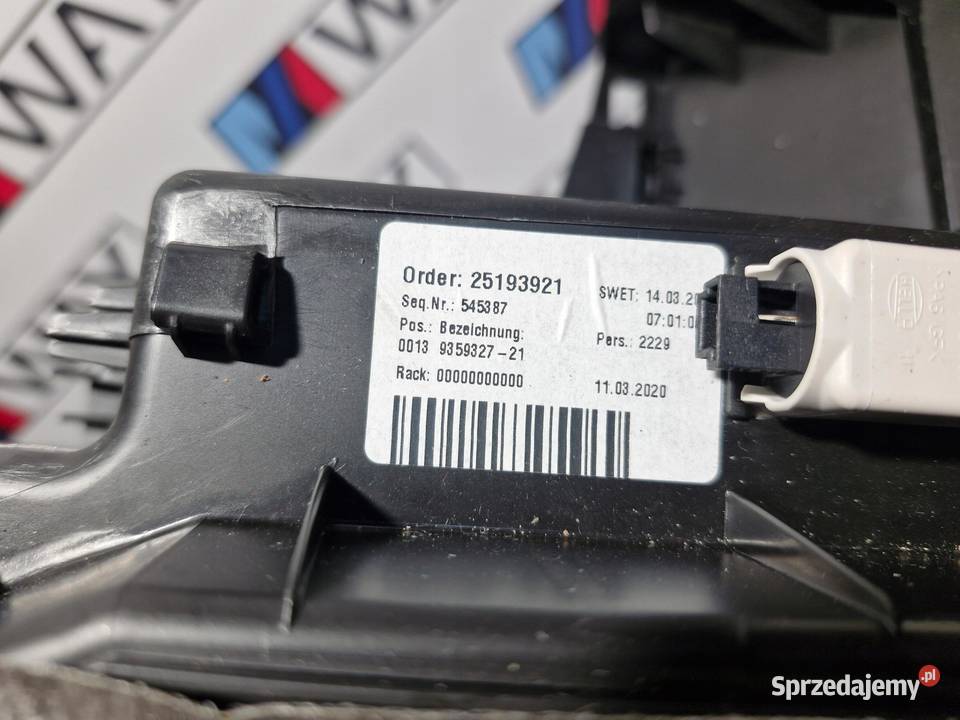 Order: 25193921
Seq.Nr.: 545387
Pos.: Bezeichnung:
0013 9359327-21
Rack: 00000000000
SWET: 14.03.20
07:01:0
Pers.: 2229
11.03.2020
Sprzedajemy.pl